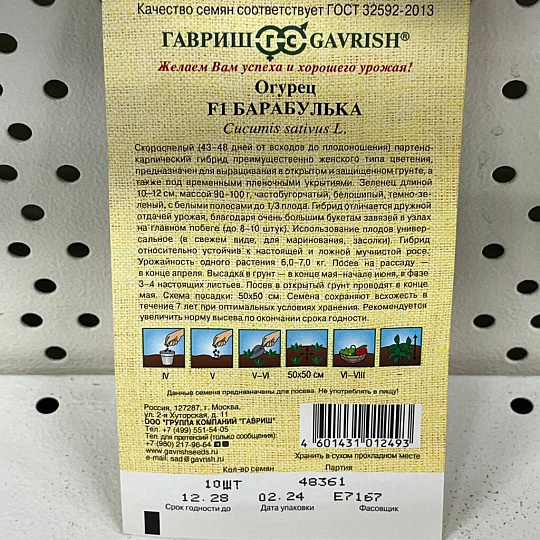 Качество семян соответствует ГОСТ 32592-2013
ГАВРИШ GAVRISH®
Желаем Вам успеха и хорошего урожая!
Огурец
F1 БАРАБУЛЬКА
Cucumis sativus L.
Скороспелый (43-48 дней от всходов до плодоношения) партено-
карпический гибрид преимущественно женского типа цветения,
предназначен для выращивания в открытом и защищенном грунте, а
также под временными пленочными укрытиями. Зеленец длиной
10-12 см, массой 90-100 г, частобугорчатый, белошипый, темно-зеле-
ный, с белыми полосами до 1/3 плода. Гибрид отличается дружной
отдачей урожая, благодаря очень большим букетам завязей в узлах
на главном побеге (до 8-10 штук). Использование плодов универ-
сальное (в свежем виде, для маринования, засолки). Гибрид
относительно устойчив к настоящей и ложной мучнистой росе.
Урожайность одного растения 6,0-7,0 кг. Посев на рассаду —
в конце апреля. Высадка в грунт — в конце мая-начале июня, в фазе
3-4 настоящих листьев. Посев в открытый грунт проводят в конце
мая. Схема посадки: 50х50 см. Семена сохраняют всхожесть в
течение 7 лет при оптимальных условиях хранения. Рекомендуется
увеличить норму высева по окончании срока годности.
IV V V-VI 50х50 см VI-VIII
Данные семена предназначены для посева. Не употреблять в пищу!
Россия, 127287, г. Москва,
ул. 2-я Хуторская, д. 11
ООО "ГРУППА КОМПАНИЙ "ГАВРИШ"
Тел. +7 (499) 551-54-05
Тел. для претензий (только для сообщения):
+7 (960) 217-96-64
www.gavrishseeds.ru
e-mail: sad@gavrish.ru
4 601431 012493
Хранить в сухом прохладном месте
Кол-во семян Партия
10ШТ 48361
12.28 02.24 E7167
Срок годности до Дата упаковки Фасовщик